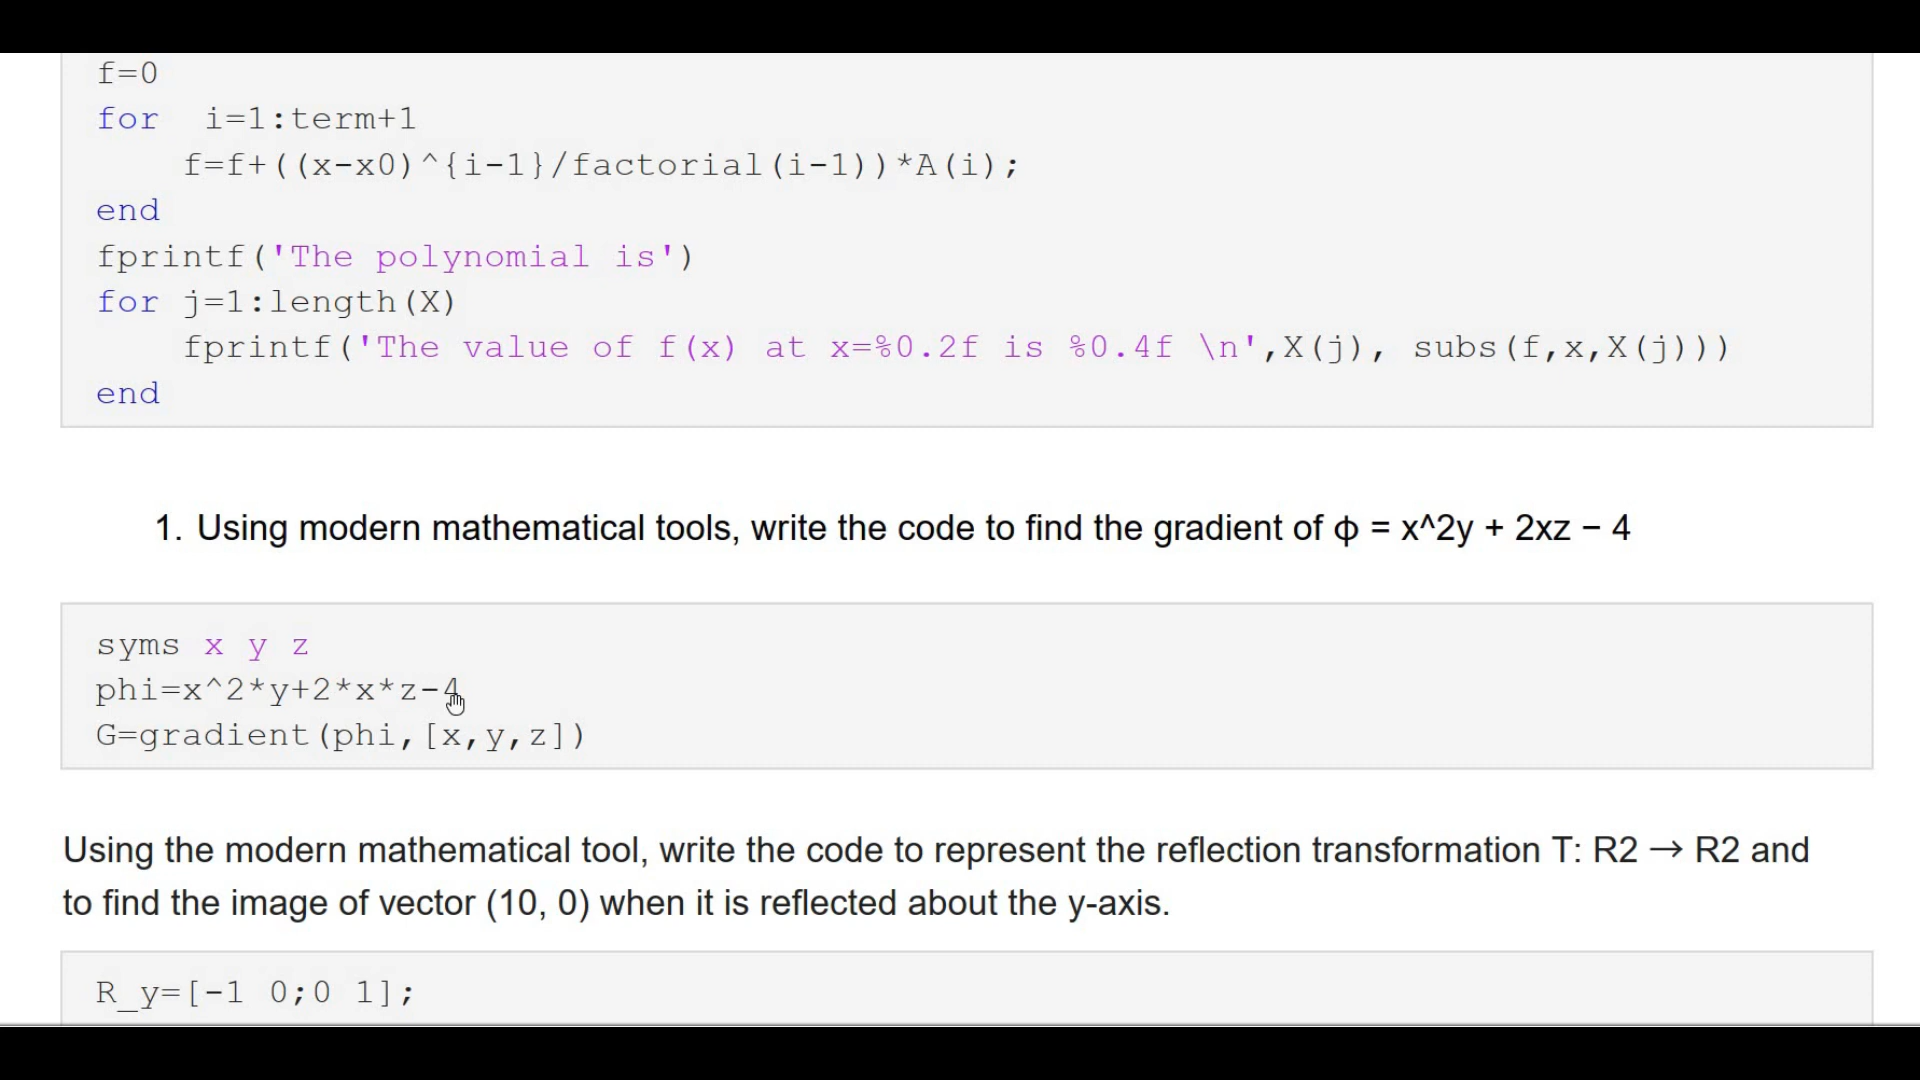 f=0
for  i=1:term+1
    f=f+((x-x0)^{i-1}/factorial(i-1))*A(i);
end
fprintf('The polynomial is')
for j=1:length(X)
    fprintf('The value of f(x) at x=%0.2f is %0.4f \n',X(j), subs(f,x,X(j)))
end
1. Using modern mathematical tools, write the code to find the gradient of ϕ = x^2y + 2xz − 4
syms x y z
phi=x^2*y+2*x*z-4
G=gradient(phi,[x,y,z])
Using the modern mathematical tool, write the code to represent the reflection transformation T: R2 → R2 and
to find the image of vector (10, 0) when it is reflected about the y-axis.
R_y=[-1 0;0 1];